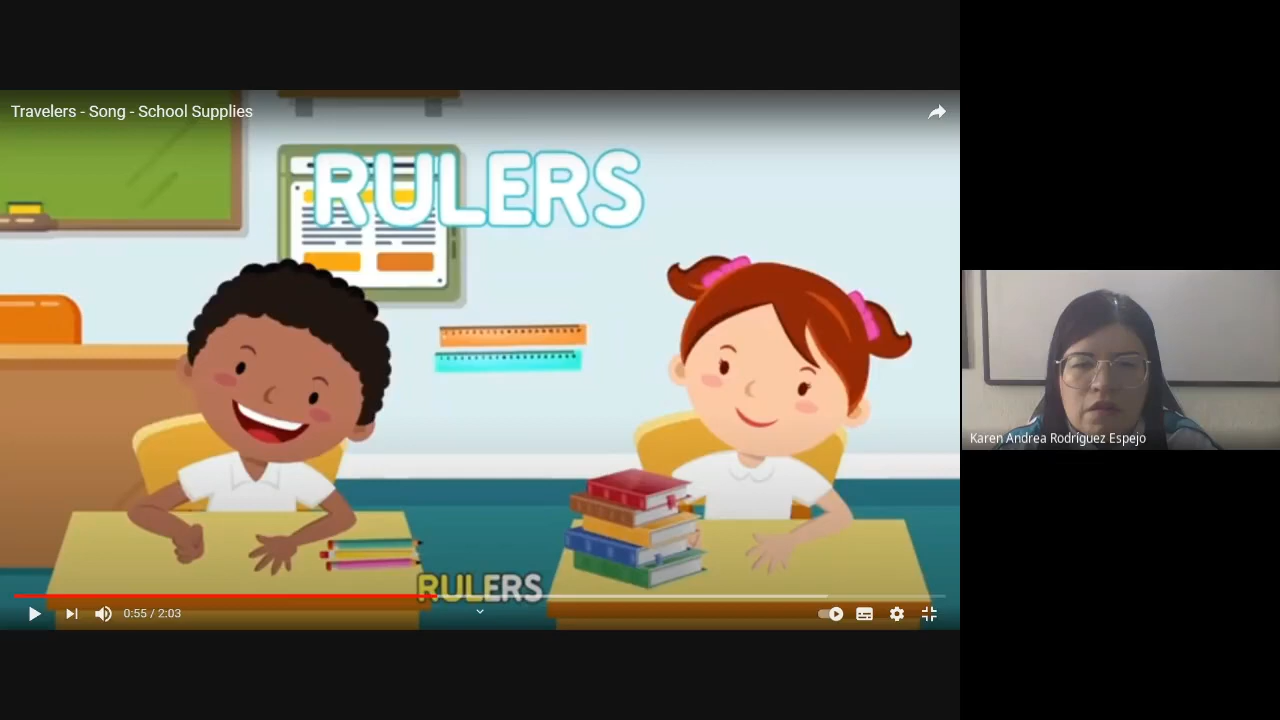 Travelers - Song - School Supplies
RULERS
RULERS
0:55 / 2:03
Karen Andrea Rodríguez Espejo